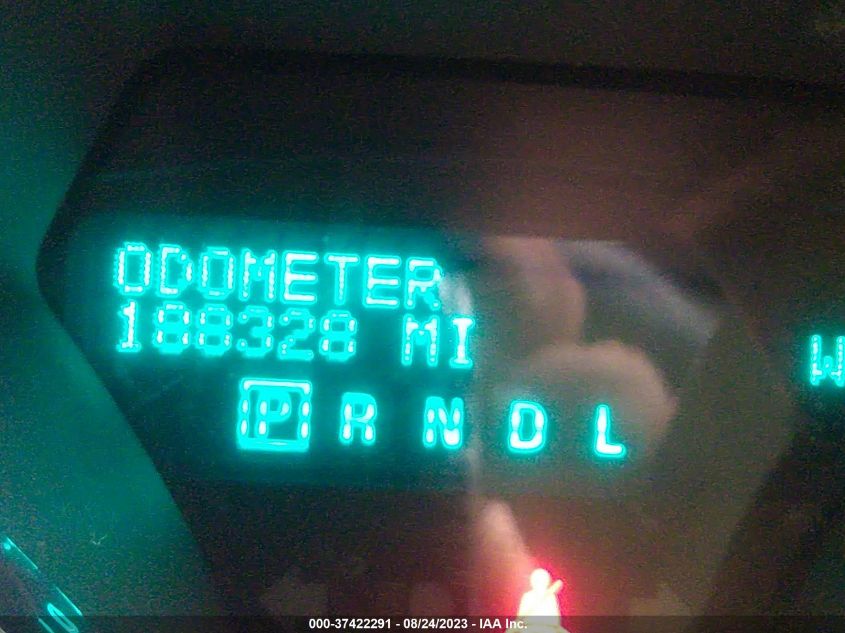 ODOMETER
188328 MI
W
P R N D L
000-37422291 - 08/24/2023 - IAA Inc.